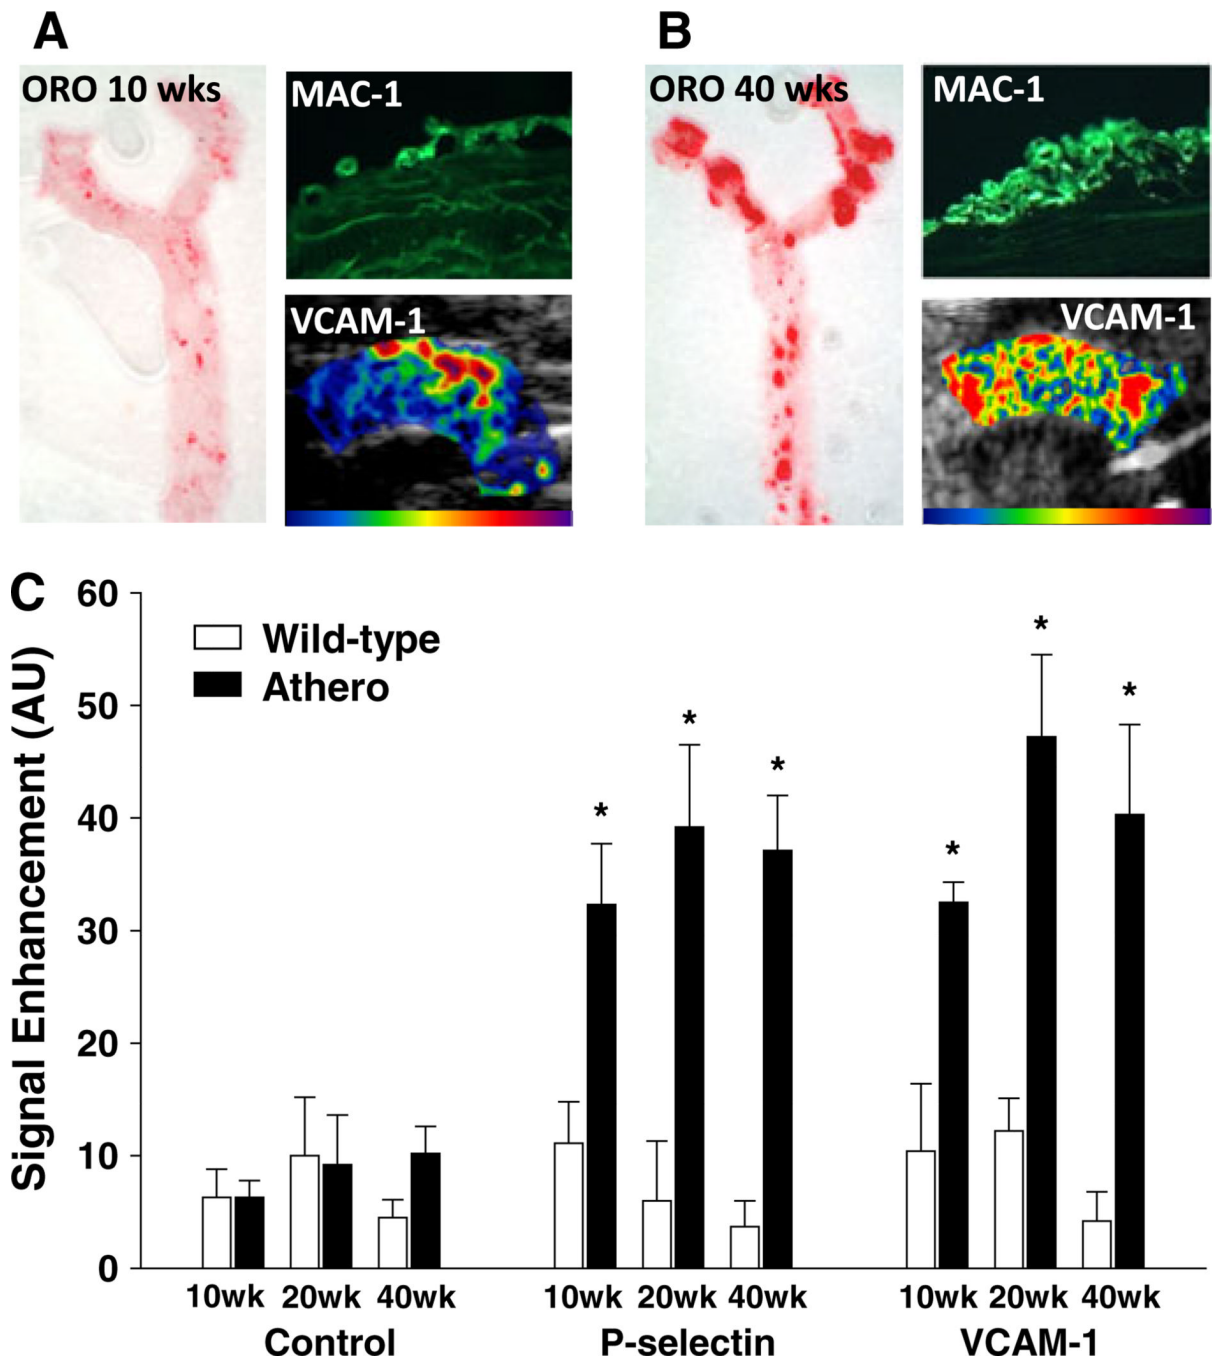 A
B
ORO 10 wks
MAC-1
VCAM-1
ORO 40 wks
MAC-1
VCAM-1
C
Signal Enhancement (AU)
60
50
40
30
20
10
0
Wild-type
Athero
*
*
*
*
*
*
10wk 20wk 40wk 10wk 20wk 40wk 10wk 20wk 40wk
Control P-selectin VCAM-1